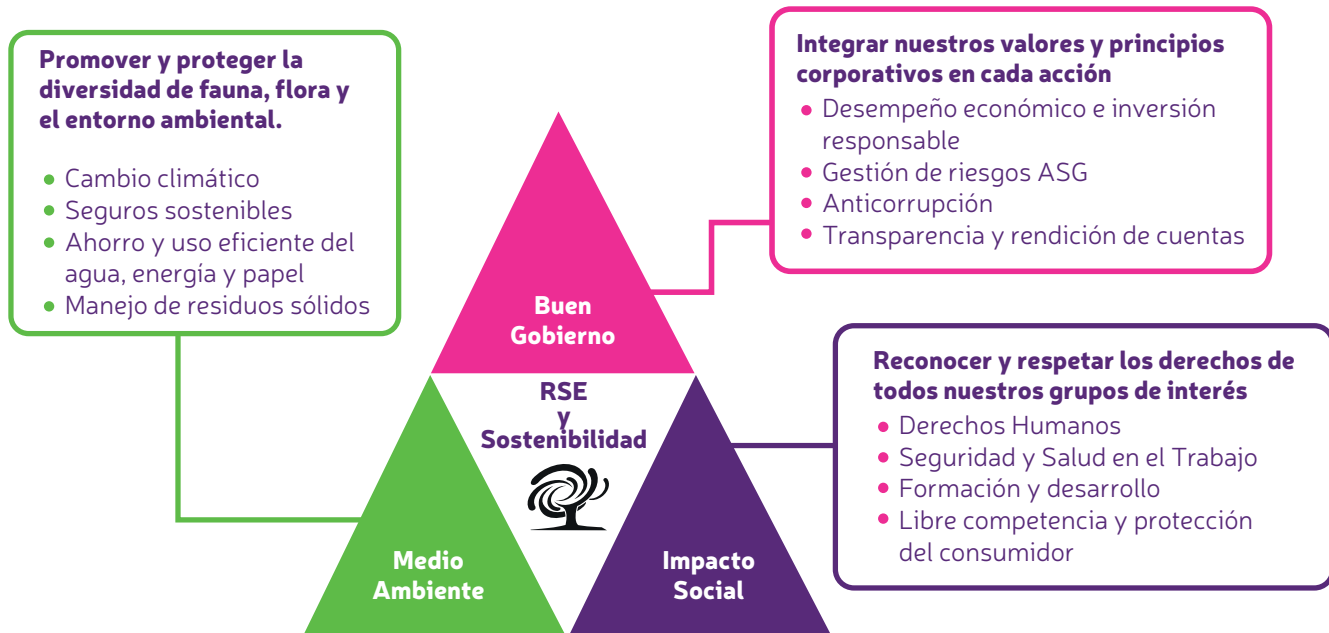 Promover y proteger la
diversidad de fauna, flora y
el entorno ambiental.
• Cambio climático
• Seguros sostenibles
• Ahorro y uso eficiente del
agua, energía y papel
• Manejo de residuos sólidos
Integrar nuestros valores y principios
corporativos en cada acción
• Desempeño económico e inversión
responsable
• Gestión de riesgos ASG
• Anticorrupción
• Transparencia y rendición de cuentas
Buen
Gobierno
RSE
y
Sostenibilidad
Medio
Ambiente
Impacto
Social
Reconocer y respetar los derechos de
todos nuestros grupos de interés
• Derechos Humanos
• Seguridad y Salud en el Trabajo
• Formación y desarrollo
• Libre competencia y protección
del consumidor